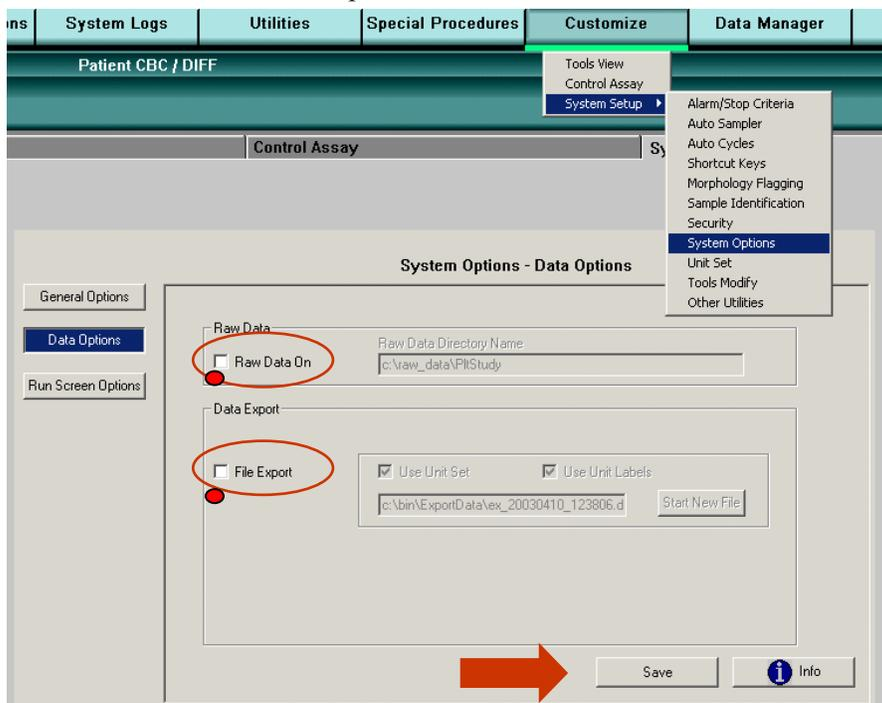 ns System Logs Utilities Special Procedures Customize Data Manager
Patient CBC / DIFF
Tools View
Control Assay
System Setup
Alarm/Stop Criteria
Auto Sampler
Auto Cycles
Shortcut Keys
Morphology Flagging
Sample Identification
Security
System Options
Unit Set
Tools Modify
Other Utilities
Control Assay Sy
System Options - Data Options
General Options
Data Options
Run Screen Options
Raw Data
Raw Data On
Raw Data Directory Name
c:\raw_data\PltStudy
Data Export
File Export
Use Unit Set Use Unit Labels
c:\bin\ExportData\ex_20030410_123806.d Start New File
Save Info